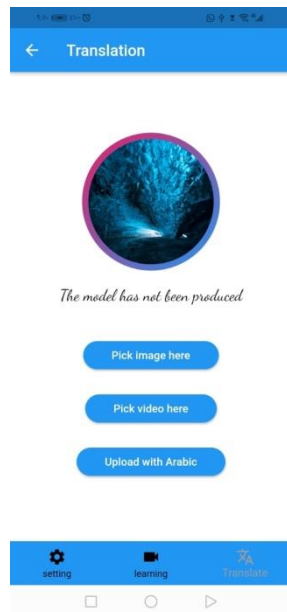 Translation
The model has not been produced
Pick image here
Pick video here
Upload with Arabic
setting
learning
Translate